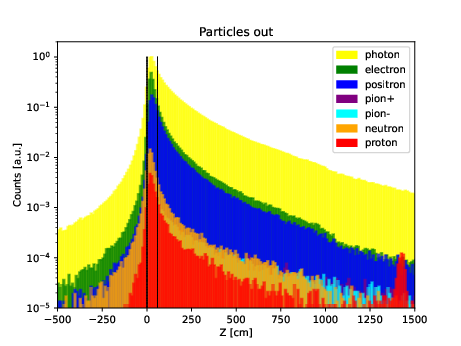 Particles out
photon
electron
positron
pion+
pion-
neutron
proton
Counts [a.u.]
10⁰
10⁻¹
10⁻²
10⁻³
10⁻⁴
10⁻⁵
−500 −250 0 250 500 750 1000 1250 1500
Z [cm]